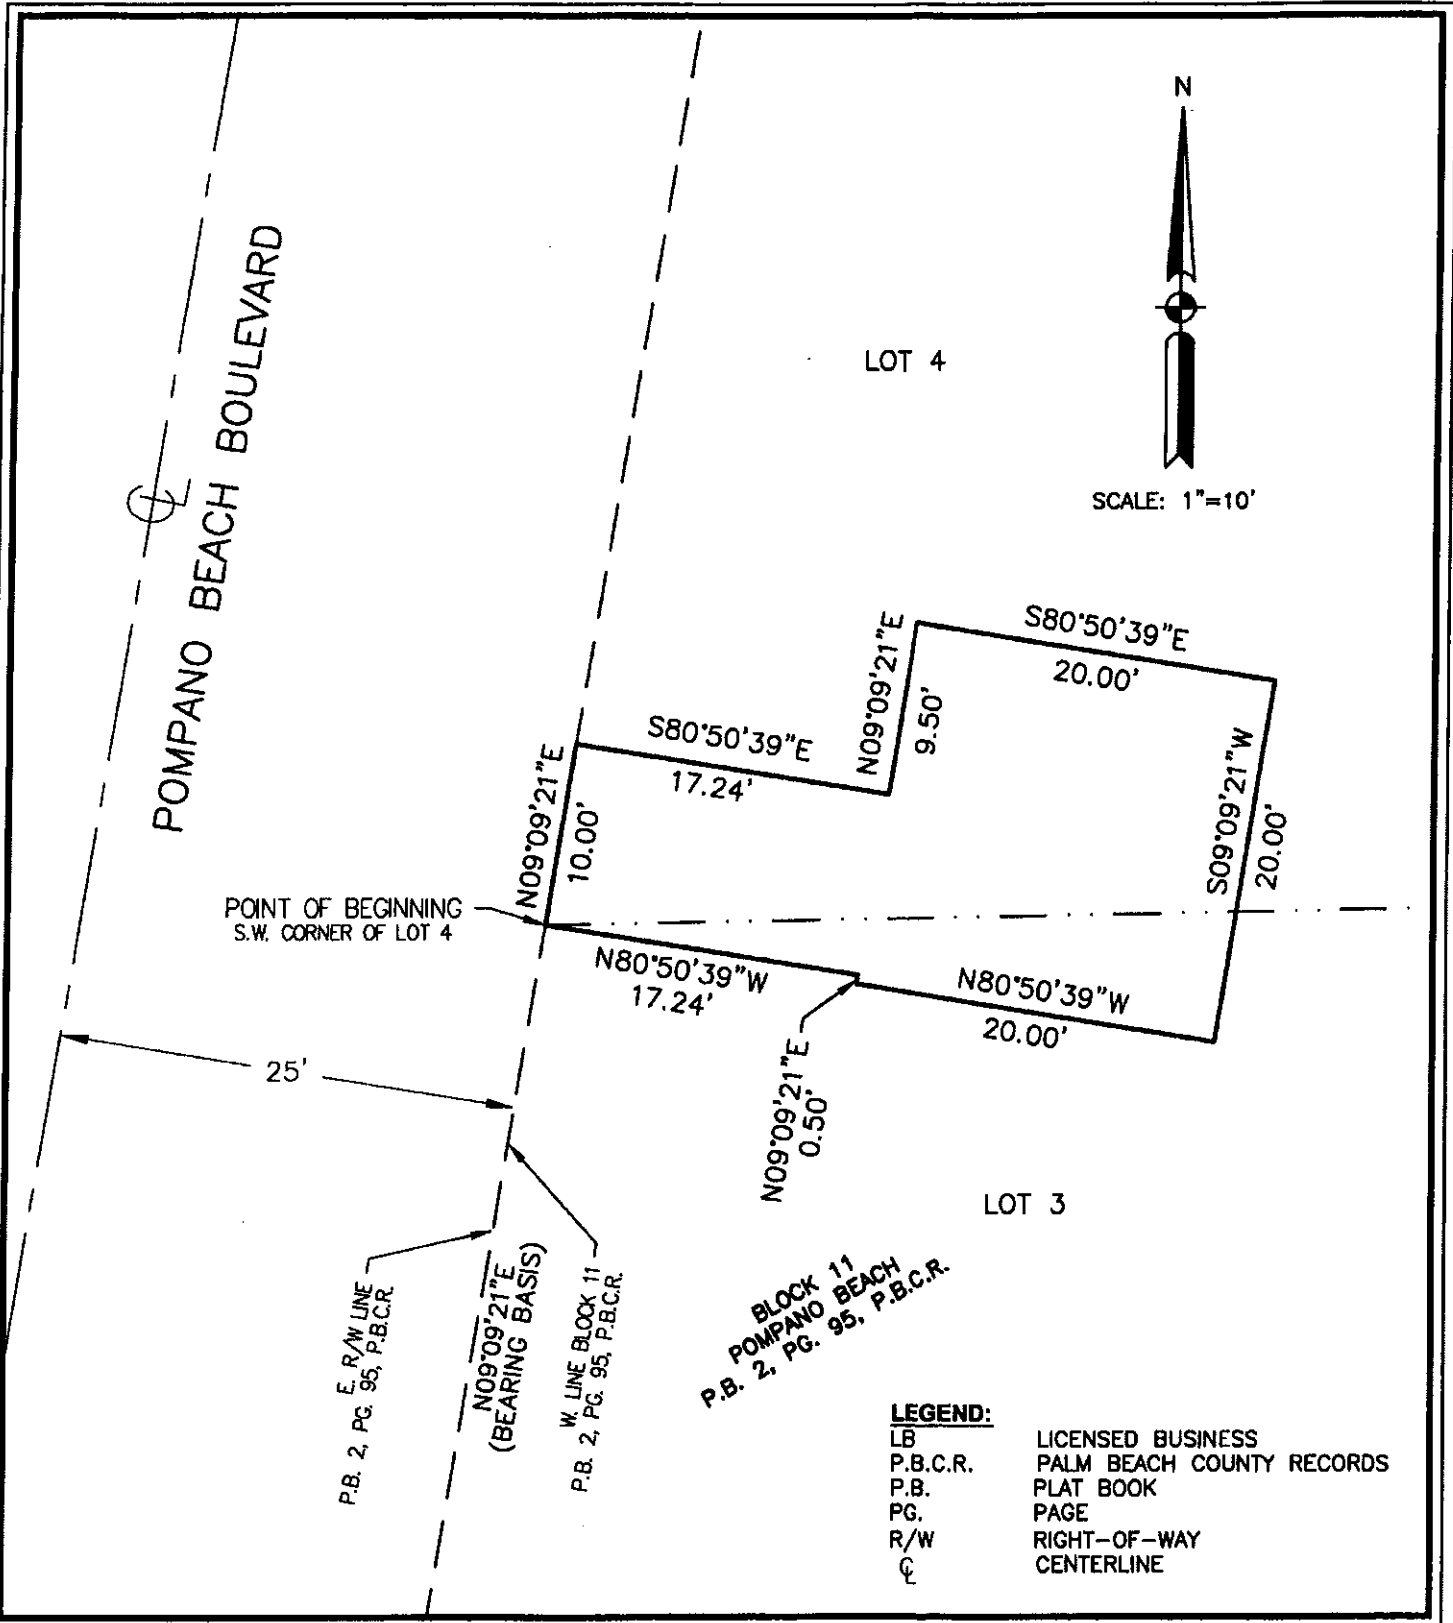 N
SCALE: 1"=10'
LOT 4
POMPANO BEACH BOULEVARD
℄
S80°50'39"E
20.00'
N09°09'21"E
9.50'
S80°50'39"E
17.24'
N09°09'21"E
10.00'
S09°09'21"W
20.00'
POINT OF BEGINNING
S.W. CORNER OF LOT 4
N80°50'39"W
17.24'
N80°50'39"W
20.00'
N09°09'21"E
0.50'
25'
LOT 3
E. R/W LINE
P.B. 2, PG. 95, P.B.C.R.
N09°09'21"E
(BEARING BASIS)
W. LINE BLOCK 11
P.B. 2, PG. 95, P.B.C.R.
BLOCK 11
POMPANO BEACH
P.B. 2, PG. 95, P.B.C.R.
LEGEND:
LB LICENSED BUSINESS
P.B.C.R. PALM BEACH COUNTY RECORDS
P.B. PLAT BOOK
PG. PAGE
R/W RIGHT-OF-WAY
℄ CENTERLINE